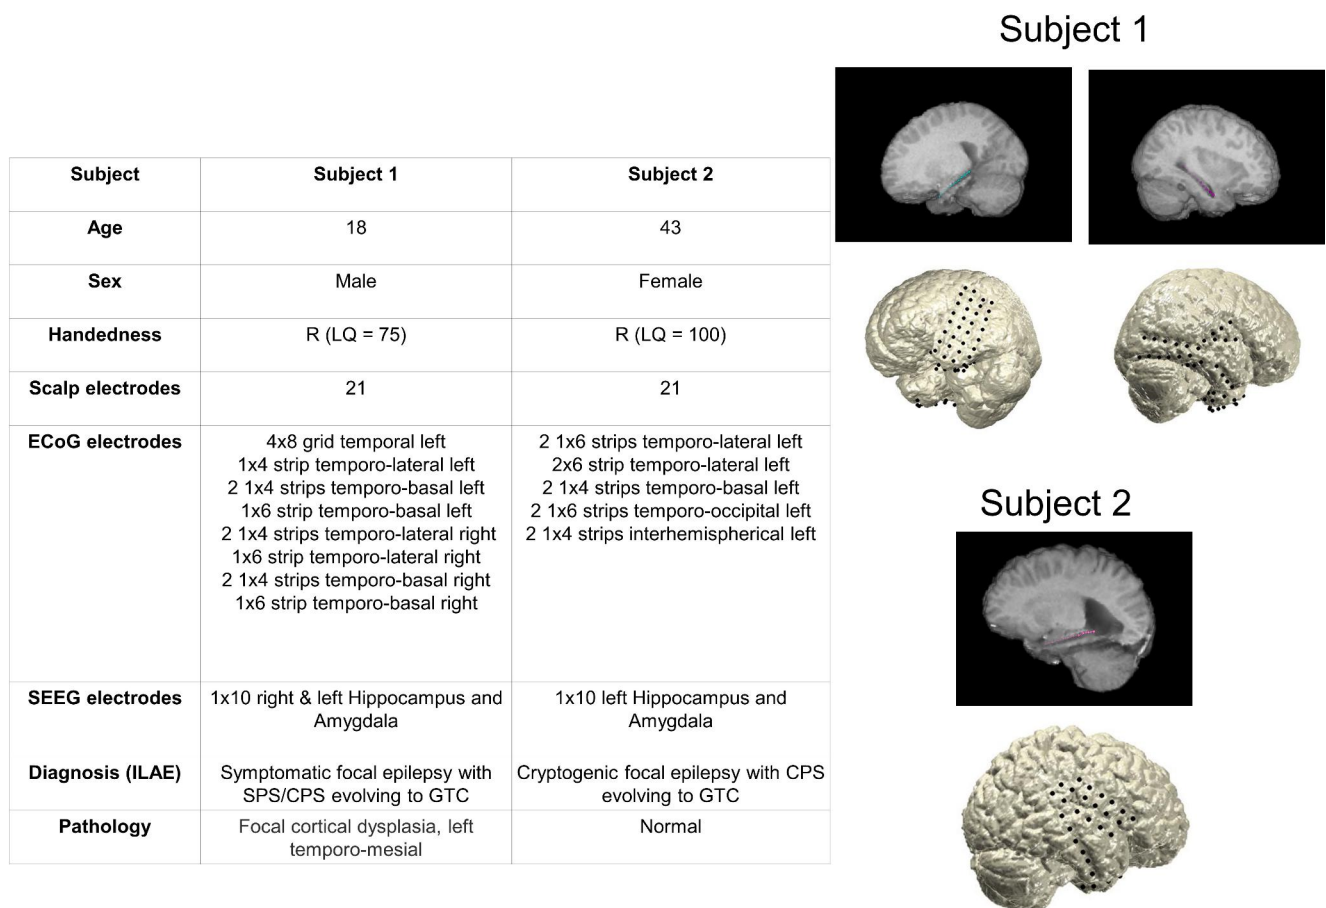 Subject 1
Subject Subject 1 Subject 2
Age 18 43
Sex Male Female
Handedness R (LQ = 75) R (LQ = 100)
Scalp electrodes 21 21
ECoG electrodes 4x8 grid temporal left 2 1x6 strips temporo-lateral left
1x4 strip temporo-lateral left 2x6 strip temporo-lateral left
2 1x4 strips temporo-basal left 2 1x4 strips temporo-basal left
1x6 strip temporo-basal left 2 1x6 strips temporo-occipital left
2 1x4 strips temporo-lateral right 2 1x4 strips interhemispherical left
1x6 strip temporo-lateral right
2 1x4 strips temporo-basal right
1x6 strip temporo-basal right
Subject 2
SEEG electrodes 1x10 right & left Hippocampus and 1x10 left Hippocampus and
Amygdala Amygdala
Diagnosis (ILAE) Symptomatic focal epilepsy with Cryptogenic focal epilepsy with CPS
SPS/CPS evolving to GTC evolving to GTC
Pathology Focal cortical dysplasia, left Normal
temporo-mesial